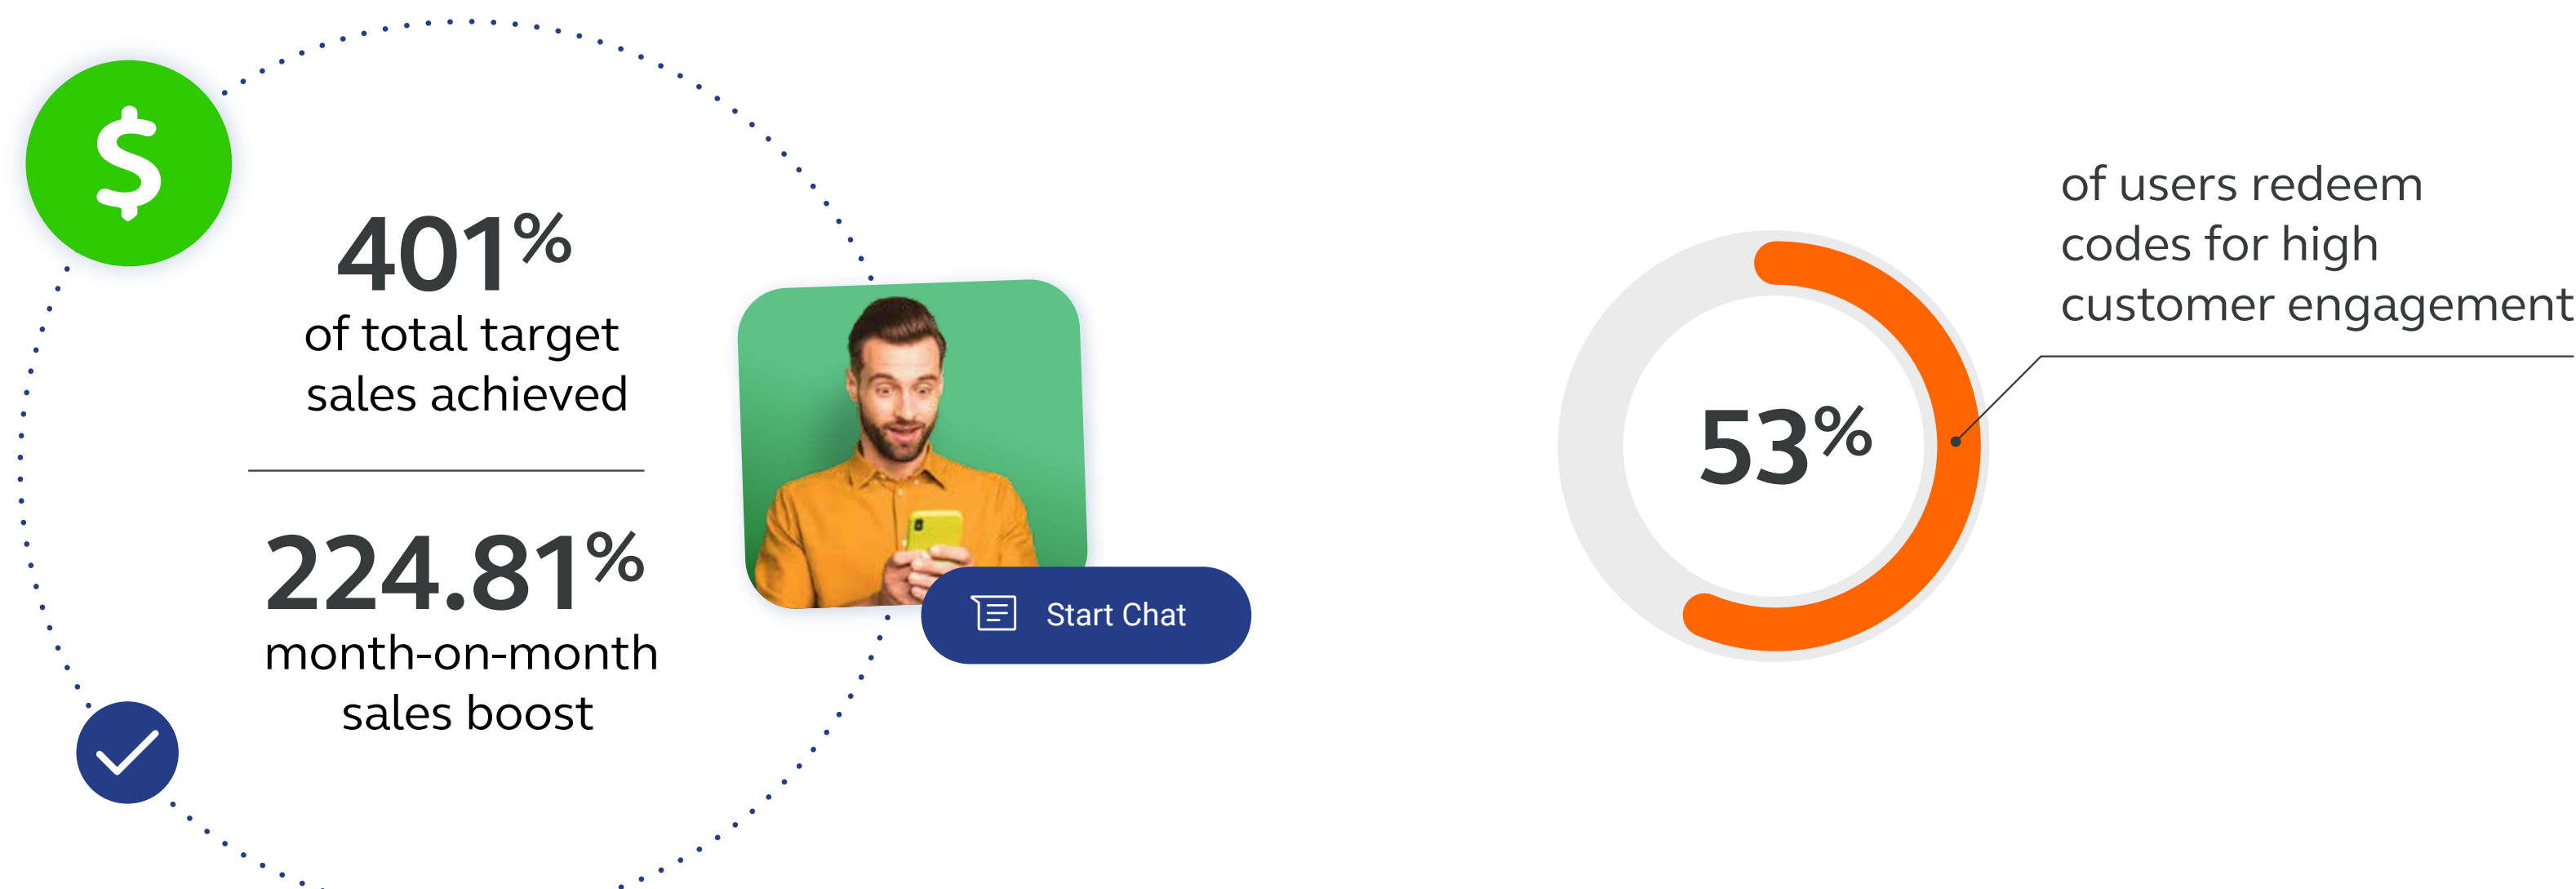 401%
of total target
sales achieved
224.81%
month-on-month
sales boost
Start Chat
53%
of users redeem
codes for high
customer engagement